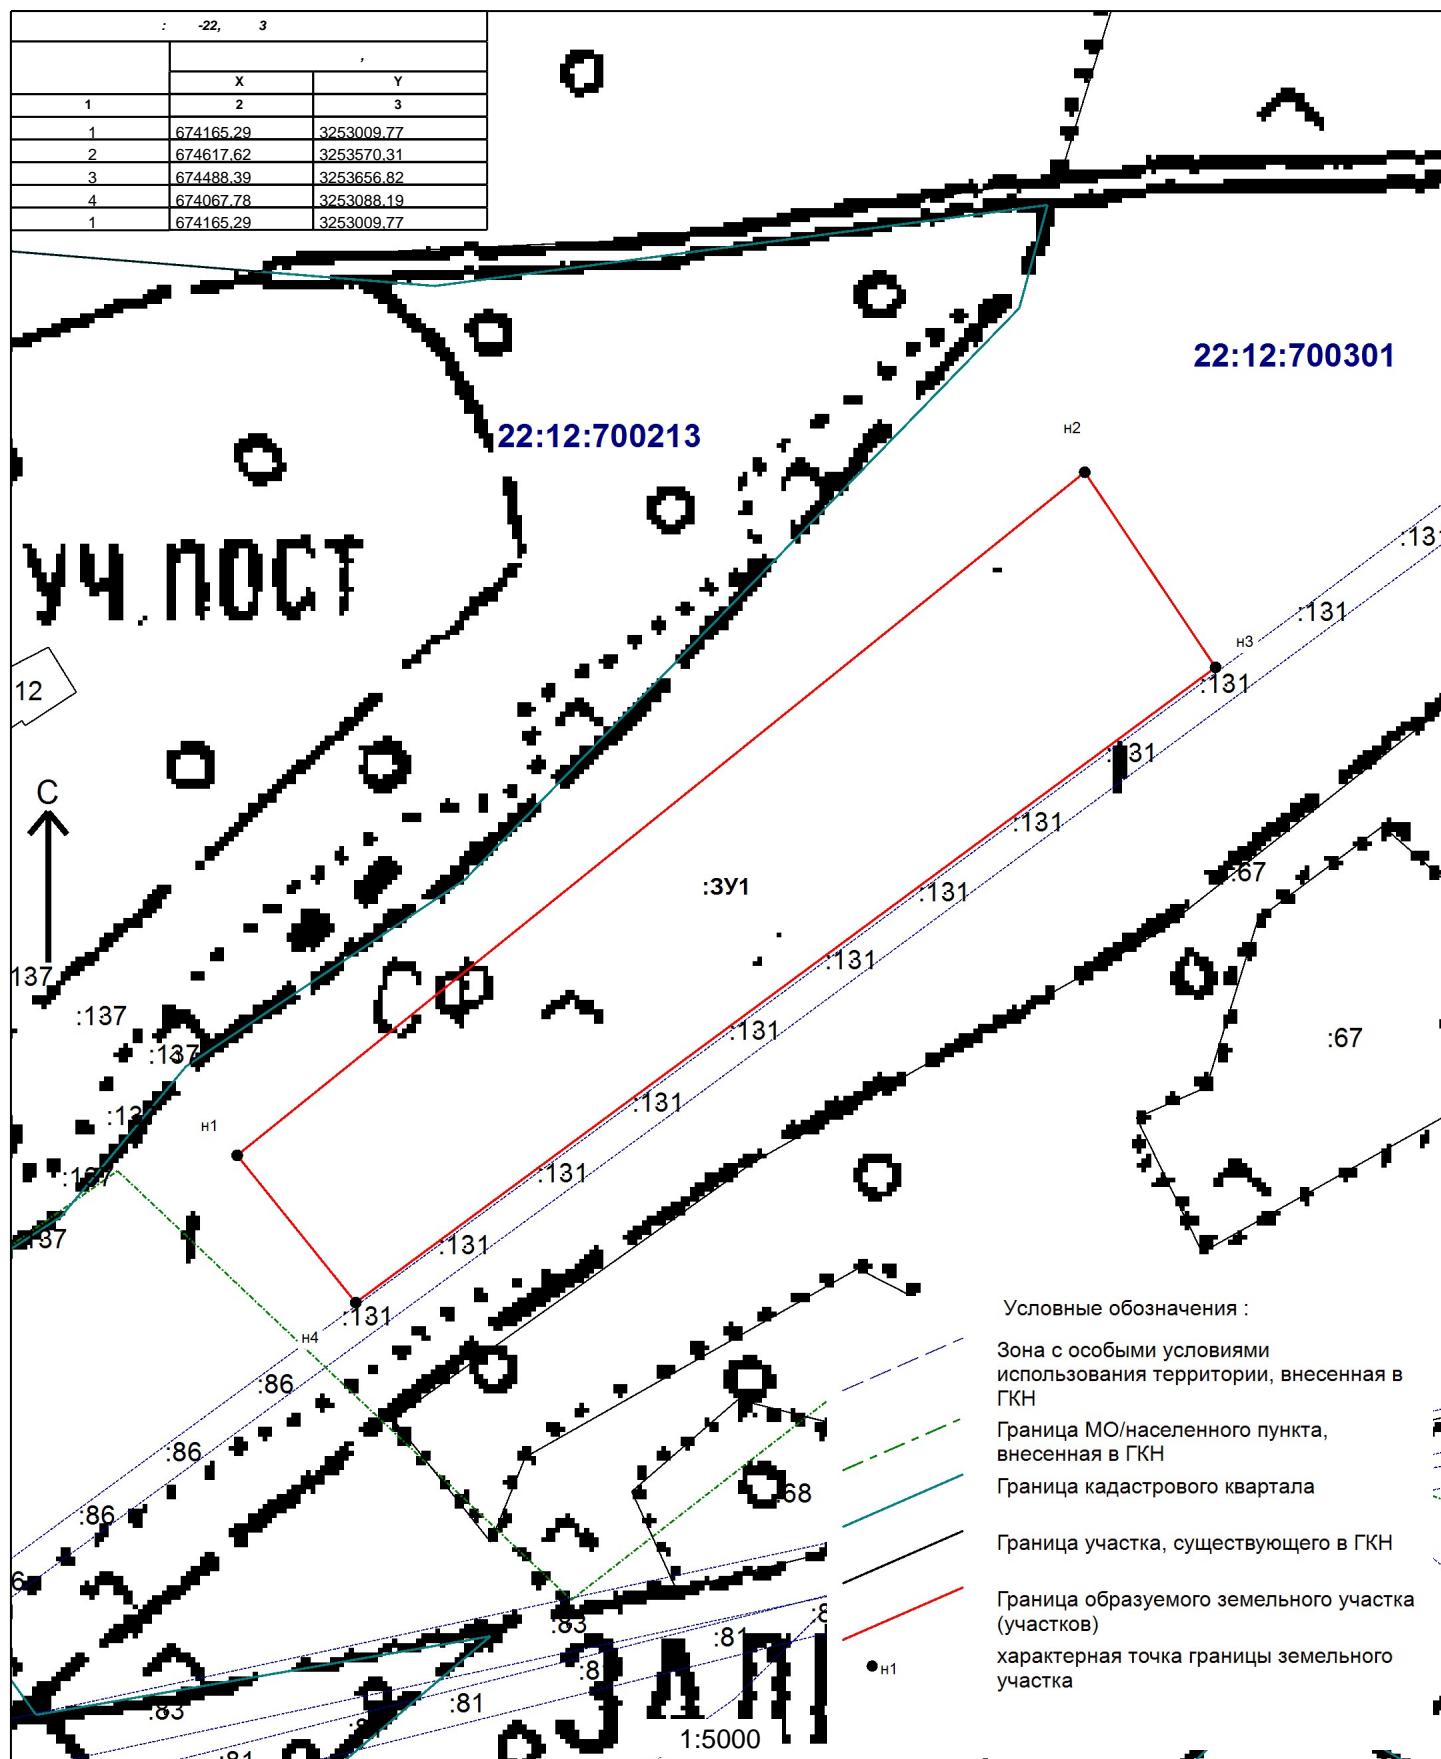 : -22, 3
,
X Y
1 2 3
1 674165,29 3253009,77
2 674617,62 3253570,31
3 674488,39 3253656,82
4 674067,78 3253088,19
1 674165,29 3253009,77
22:12:700301
н2
22:12:700213
:131
УЧ. ПОСТ
:131
н3
12
:131
:131
С
:131
:67
:ЗУ1
:131
:131
137
:137
:131
:67
:137
:131
н1
:131
:137
137
:131
:131
н4
Условные обозначения :
Зона с особыми условиями
использования территории, внесенная в
ГКН
:86
Граница МО/населенного пункта,
внесенная в ГКН
:86
Граница кадастрового квартала
:68
:86
Граница участка, существующего в ГКН
Граница образуемого земельного участка
(участков)
:83
:81
характерная точка границы земельного
участка
н1
:81
:83
1:5000
:81